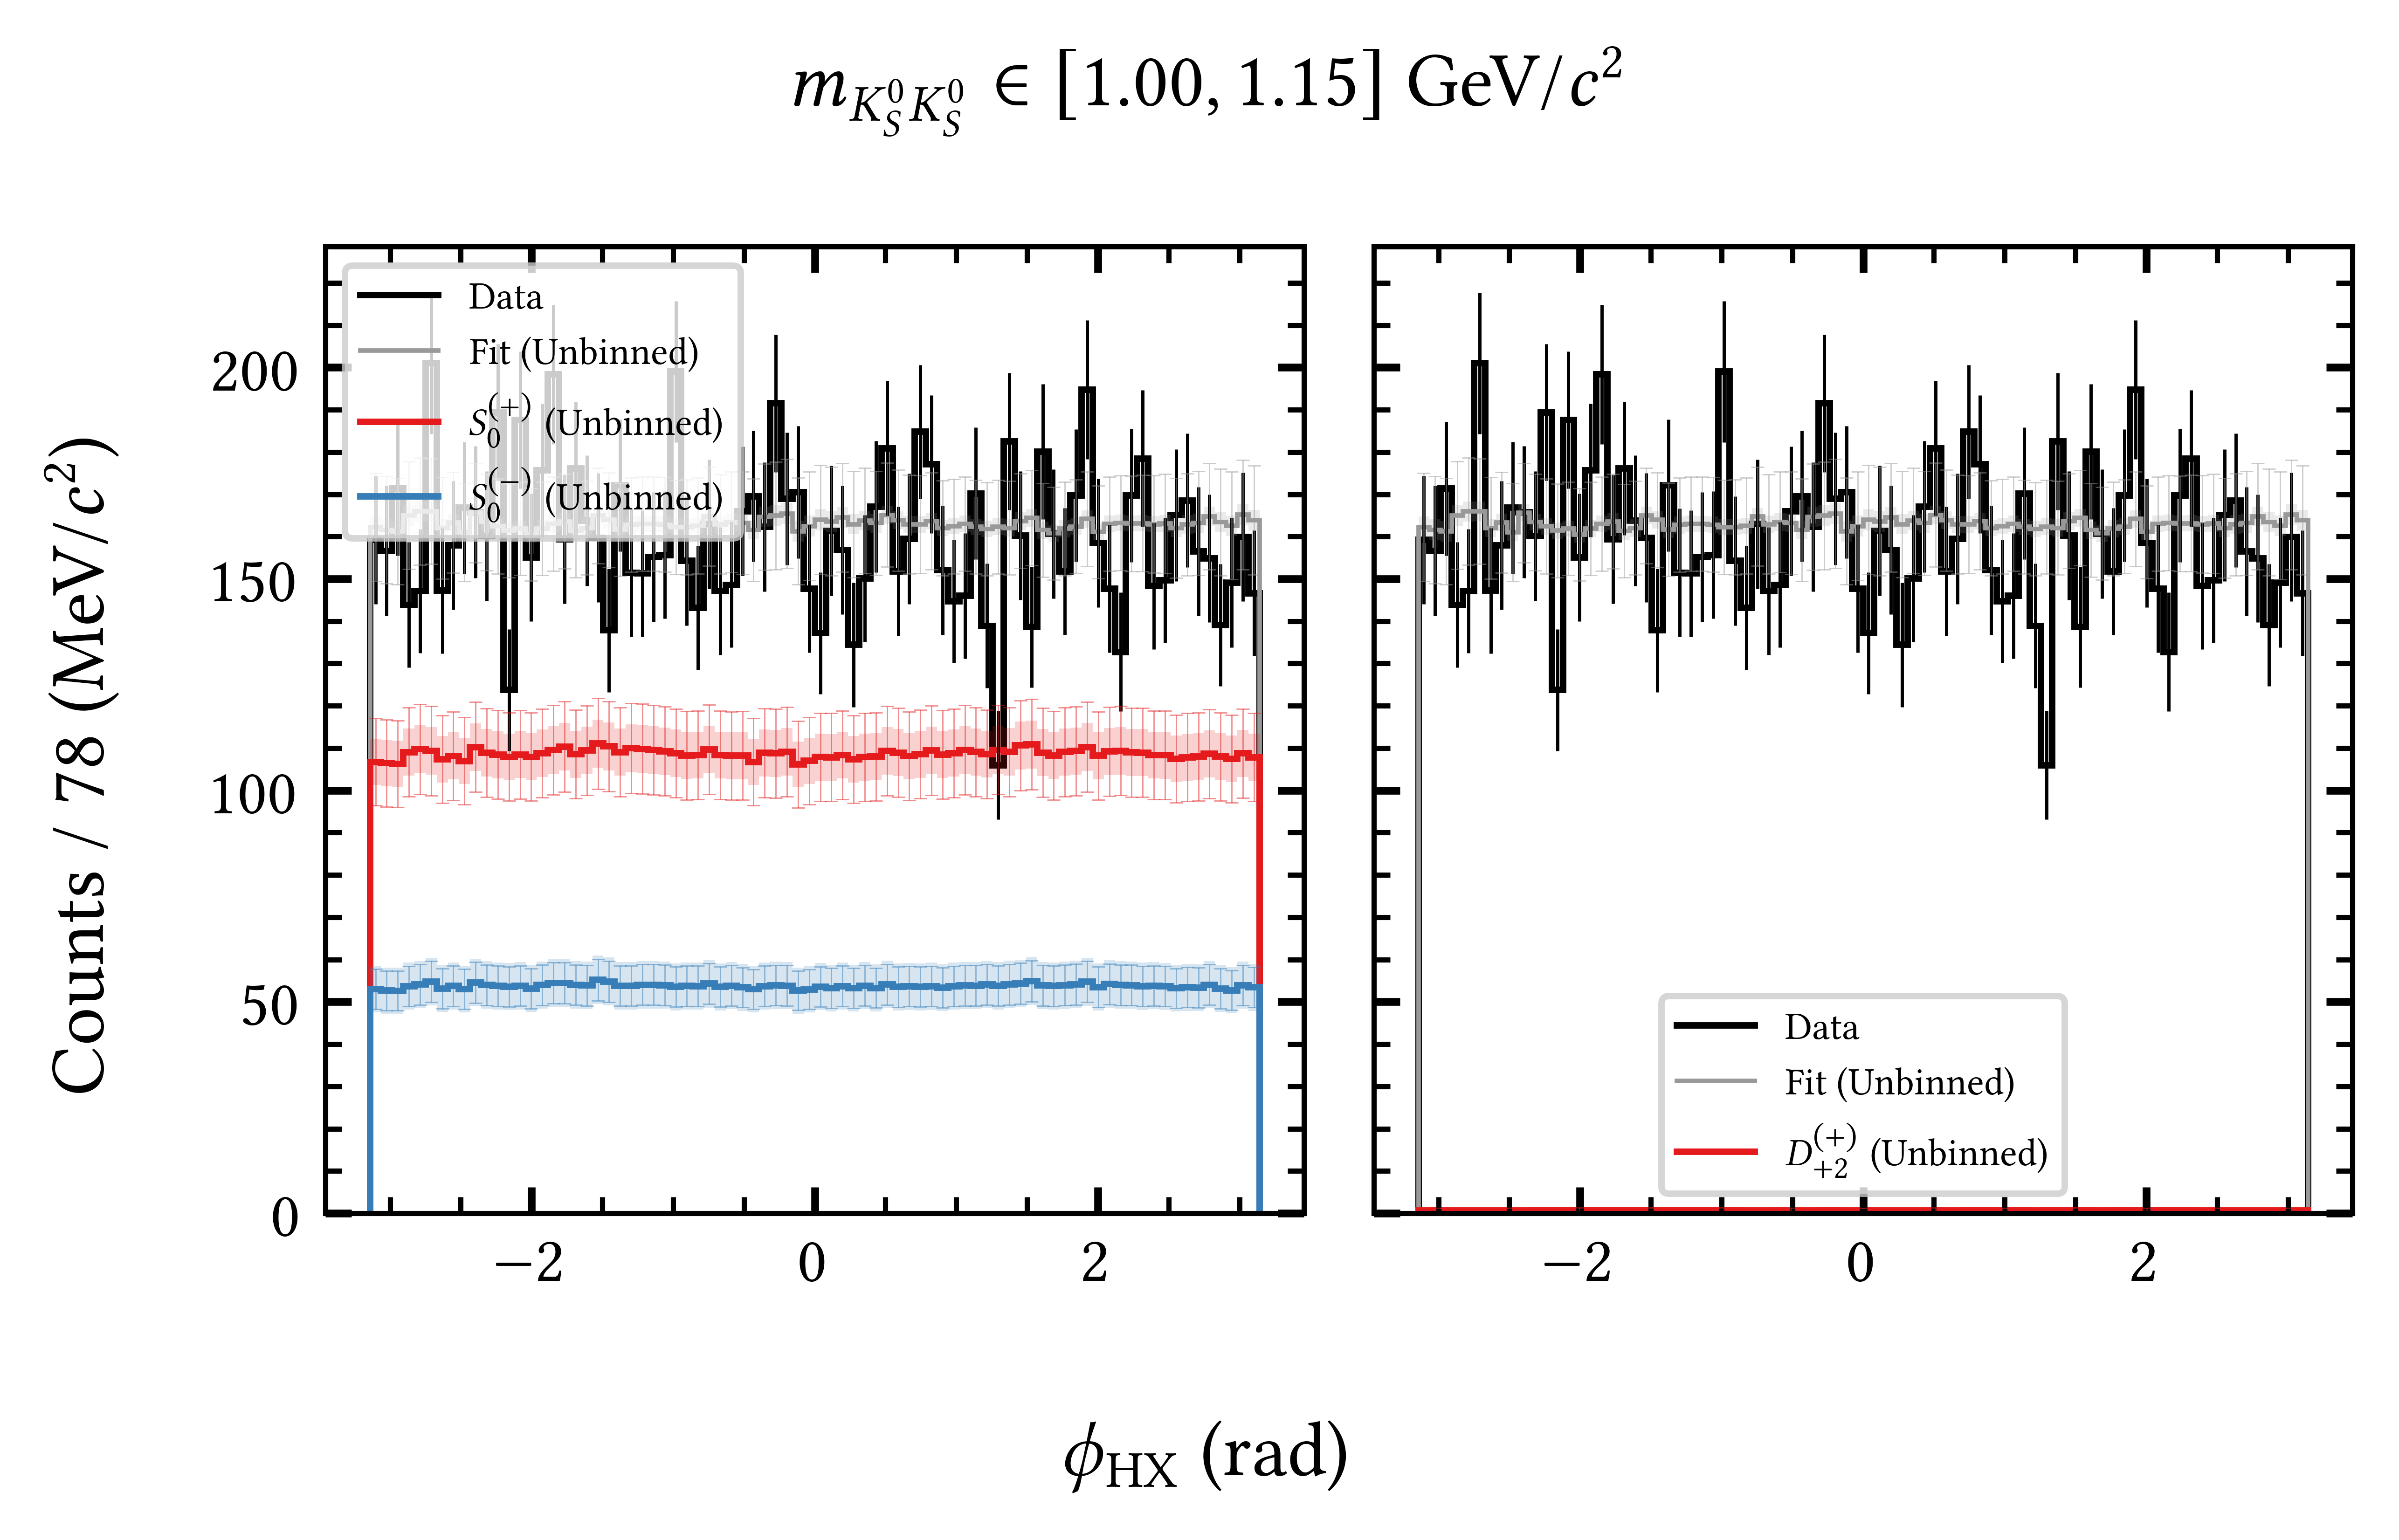 m_{K_S^0 K_S^0} ∈ [1.00, 1.15] GeV/c²
Counts / 78 (MeV/c²)
200
150
100
50
0
Data
Fit (Unbinned)
S_0^{(+)} (Unbinned)
S_0^{(−)} (Unbinned)
−2
0
2
Data
Fit (Unbinned)
D_{+2}^{(+)} (Unbinned)
−2
0
2
ϕ_{HX} (rad)